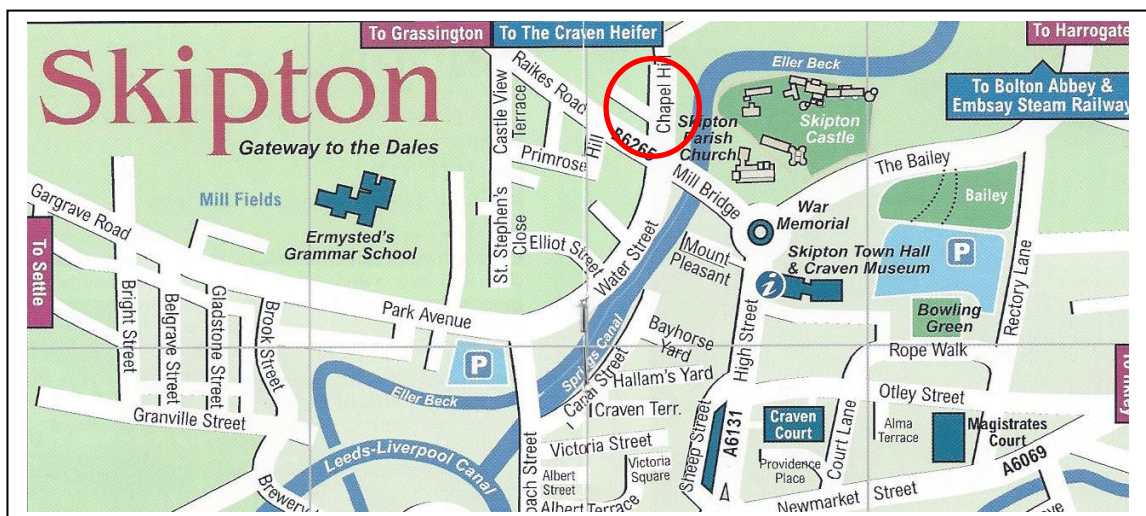 To Grassington
To The Craven Heifer
To Harrogate
Skipton
Gateway to the Dales
Raikes Road
Castle View
Terrace
Chapel Hill
Eller Beck
To Bolton Abbey &
Embsay Steam Railway
Skipton
Castle
Skipton
Parish
Church
B6265
Primrose
Hill
Mill Bridge
The Bailey
Bailey
Mill Fields
Ermysted's
Grammar School
Gargrave Road
To Settle
St. Stephen's
Close
Elliot Street
Water Street
War
Memorial
Mount
Pleasant
Skipton Town Hall
& Craven Museum
i
P
Rectory Lane
Bowling
Green
Bright Street
Belgrave Street
Gladstone Street
Brook Street
Park Avenue
Springs Canal
Bayhorse
Yard
High Street
Rope Walk
P
Eller Beck
Canal Street
Hallam's Yard
Craven Terr.
Otley Street
Granville Street
Leeds-Liverpool Canal
Victoria Street
Sheep Street
A6131
Craven
Court
Court Lane
Alma
Terrace
Magistrates
Court
A6069
Albert
Street
Victoria
Square
Providence
Place
Albert Terrace
Newmarket Street